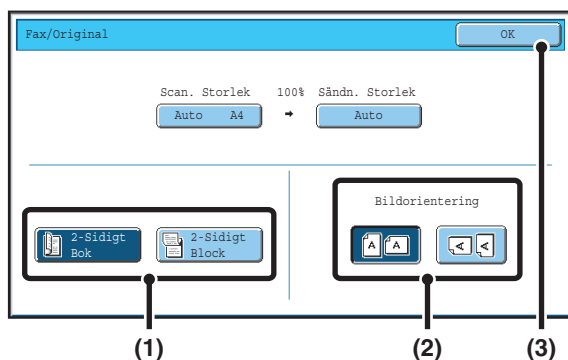 Fax/Original
OK
Scan. Storlek 100% Sändn. Storlek
Auto A4 → Auto
Bildorientering
2-Sidigt
Bok
2-Sidigt
Block
A A A A
(1) (2) (3)